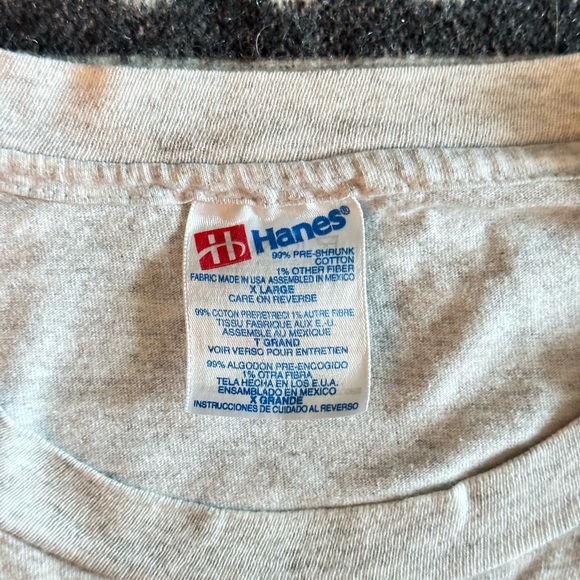 Hanes®
99% PRE-SHRUNK
COTTON
1% OTHER FIBER
FABRIC MADE IN USA ASSEMBLED IN MEXICO
X LARGE
CARE ON REVERSE
99% COTON PRERETRECI 1% AUTRE FIBRE
TISSU FABRIQUE AUX E.-U.
ASSEMBLE AU MEXIQUE
T GRAND
VOIR VERSO POUR ENTRETIEN
99% ALGODON PRE-ENCOGIDO
1% OTRA FIBRA
TELA HECHA EN LOS E.U.A.
ENSAMBLADO EN MEXICO
X GRANDE
INSTRUCCIONES DE CUIDADO AL REVERSO